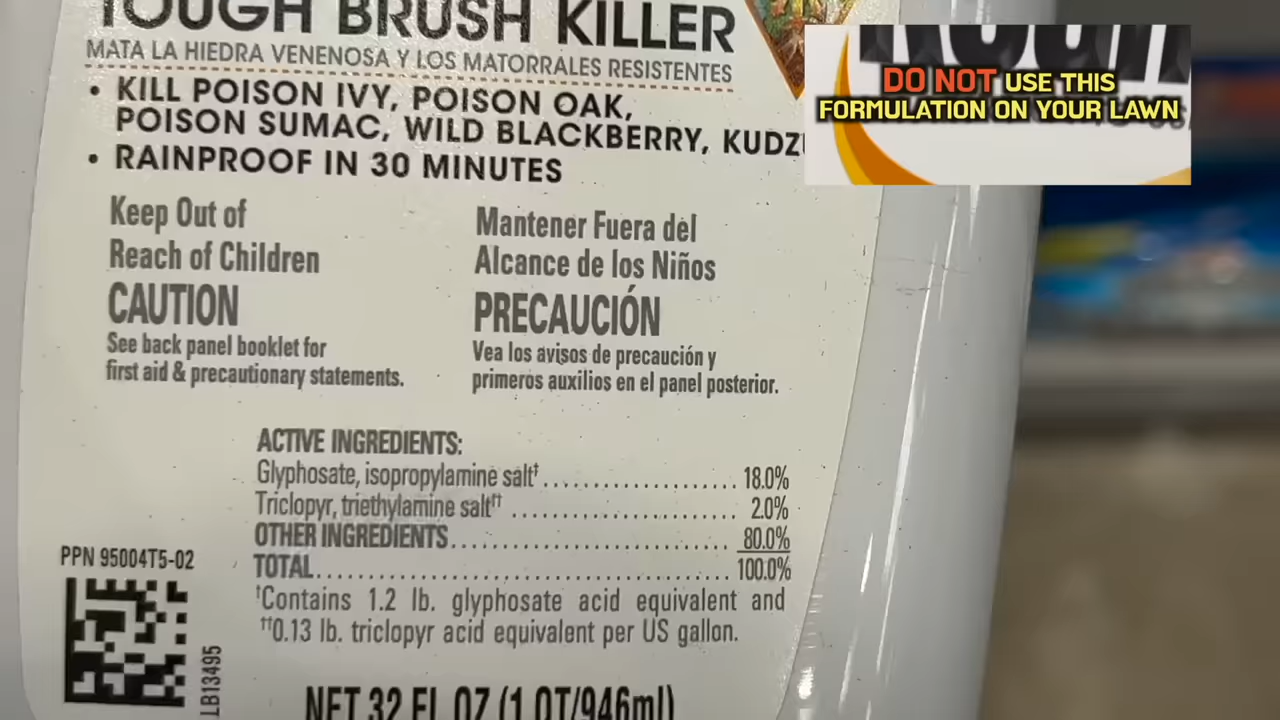 TOUGH BRUSH KILLER
MATA LA HIEDRA VENENOSA Y LOS MATORRALES RESISTENTES
• KILL POISON IVY, POISON OAK,
POISON SUMAC, WILD BLACKBERRY,
• RAINPROOF IN 30 MINUTES
DO NOT USE THIS
FORMULATION ON YOUR LAWN
Keep Out of
Reach of Children
CAUTION
See back panel booklet for
first aid & precautionary statements.
Mantener Fuera del
Alcance de los Niños
PRECAUCIÓN
Vea los avisos de precaución y
primeros auxilios en el panel posterior.
ACTIVE INGREDIENTS:
Glyphosate, isopropylamine salt†.................... 18.0%
Triclopyr, triethylamine salt†† ....................... 2.0%
OTHER INGREDIENTS............................. 80.0%
TOTAL.......................................... 100.0%
†Contains 1.2 lb. glyphosate acid equivalent and
††0.13 lb. triclopyr acid equivalent per US gallon.
PPN 95004T5-02
LB13495
NET 32 FL OZ (1 QT/946ml)